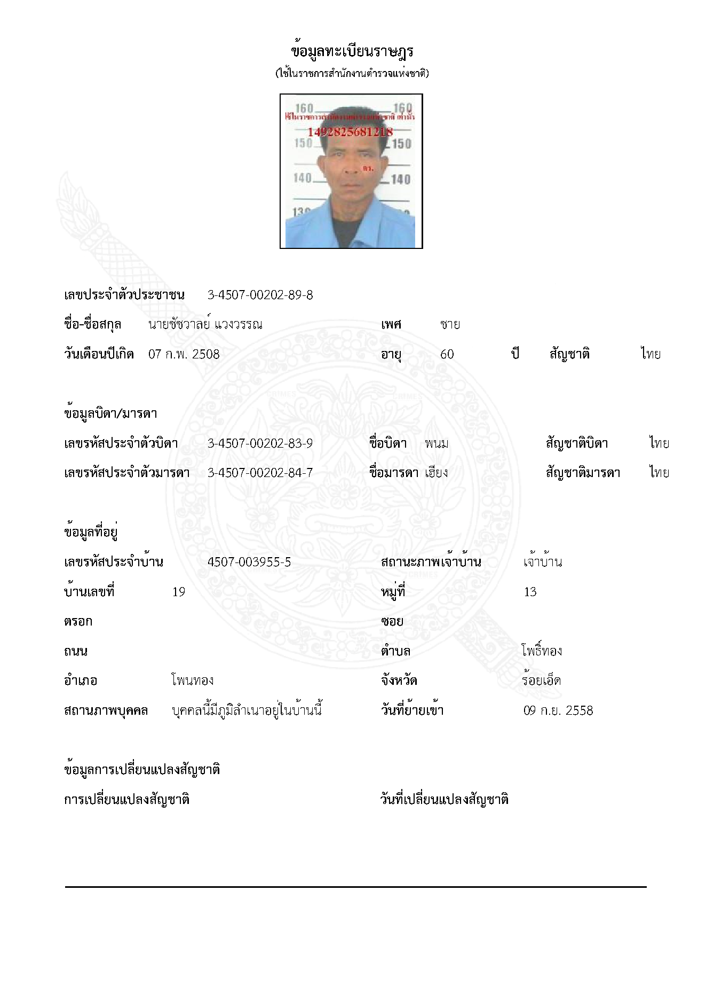 ข้อมูลทะเบียนราษฎร
(ใช้ในราชการสำนักงานตำรวจแห่งชาติ)
160 160
ใช้ในราชการสำนักงานตำรวจแห่งชาติ เท่านั้น
1492825681218
150 150
ตร.
140 140
130
เลขประจำตัวประชาชน 3-4507-00202-89-8
ชื่อ-ชื่อสกุล นายชัชวาลย์ แวงวรรณ เพศ ชาย
วันเดือนปีเกิด 07 ก.พ. 2508 อายุ 60 ปี สัญชาติ ไทย
CRIMES CRIMES
ข้อมูลบิดา/มารดา
เลขรหัสประจำตัวบิดา 3-4507-00202-83-9 ชื่อบิดา พนม สัญชาติบิดา ไทย
เลขรหัสประจำตัวมารดา 3-4507-00202-84-7 ชื่อมารดา เฮียง สัญชาติมารดา ไทย
ข้อมูลที่อยู่
เลขรหัสประจำบ้าน 4507-003955-5 สถานะภาพเจ้าบ้าน เจ้าบ้าน
CRIMES CRIMES
บ้านเลขที่ 19 หมู่ที่ 13
ตรอก ซอย
ถนน ตำบล โพธิ์ทอง
อำเภอ โพนทอง จังหวัด ร้อยเอ็ด
สถานภาพบุคคล บุคคลนี้มีภูมิลำเนาอยู่ในบ้านนี้ วันที่ย้ายเข้า 09 ก.ย. 2558
ข้อมูลการเปลี่ยนแปลงสัญชาติ
การเปลี่ยนแปลงสัญชาติ วันที่เปลี่ยนแปลงสัญชาติ